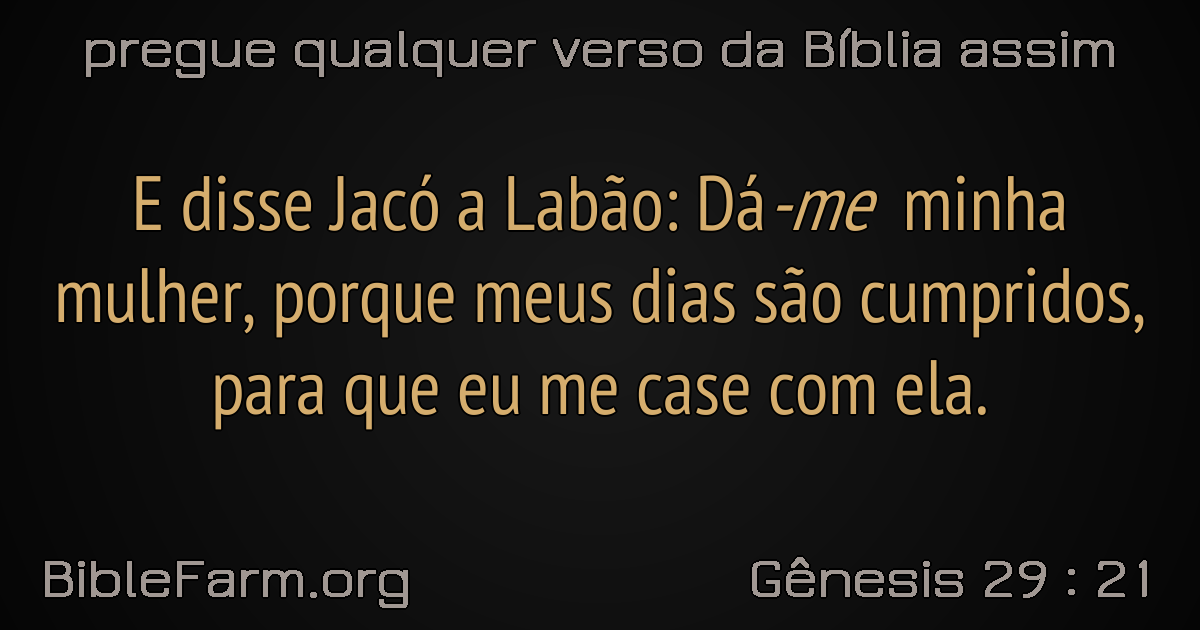 pregue qualquer verso da Bíblia assim
E disse Jacó a Labão: Dá-me minha
mulher, porque meus dias são cumpridos,
para que eu me case com ela.
BibleFarm.org
Gênesis 29 : 21